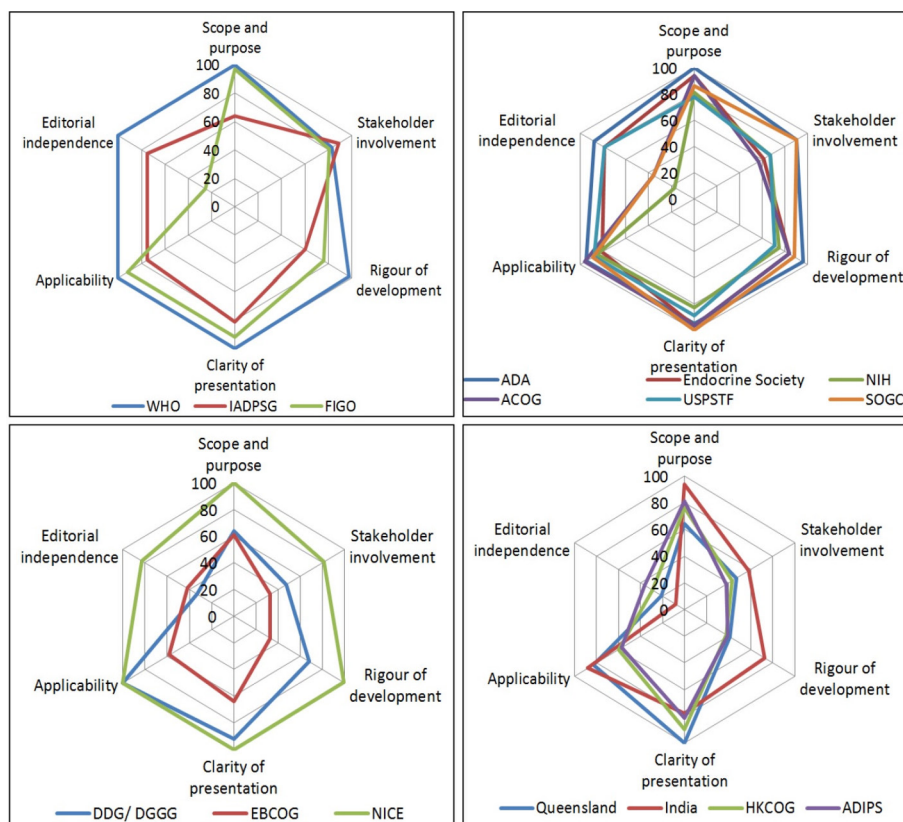 Scope and
purpose
100
80
60
40
20
0
Editorial
independence
Stakeholder
involvement
Applicability
Rigour of
development
Clarity of
presentation
WHO IADPSG FIGO
Scope and
purpose
100
80
60
40
20
0
Editorial
independence
Stakeholder
involvement
Applicability
Rigour of
development
Clarity of
presentation
ADA Endocrine Society NIH
ACOG USPSTF SOGC
Scope and
purpose
100
80
60
40
20
0
Editorial
independence
Stakeholder
involvement
Applicability
Rigour of
development
Clarity of
presentation
DDG/ DGGG EBCOG NICE
Scope and
purpose
100
80
60
40
20
0
Editorial
independence
Stakeholder
involvement
Applicability
Rigour of
development
Clarity of
presentation
Queensland India HKCOG ADIPS